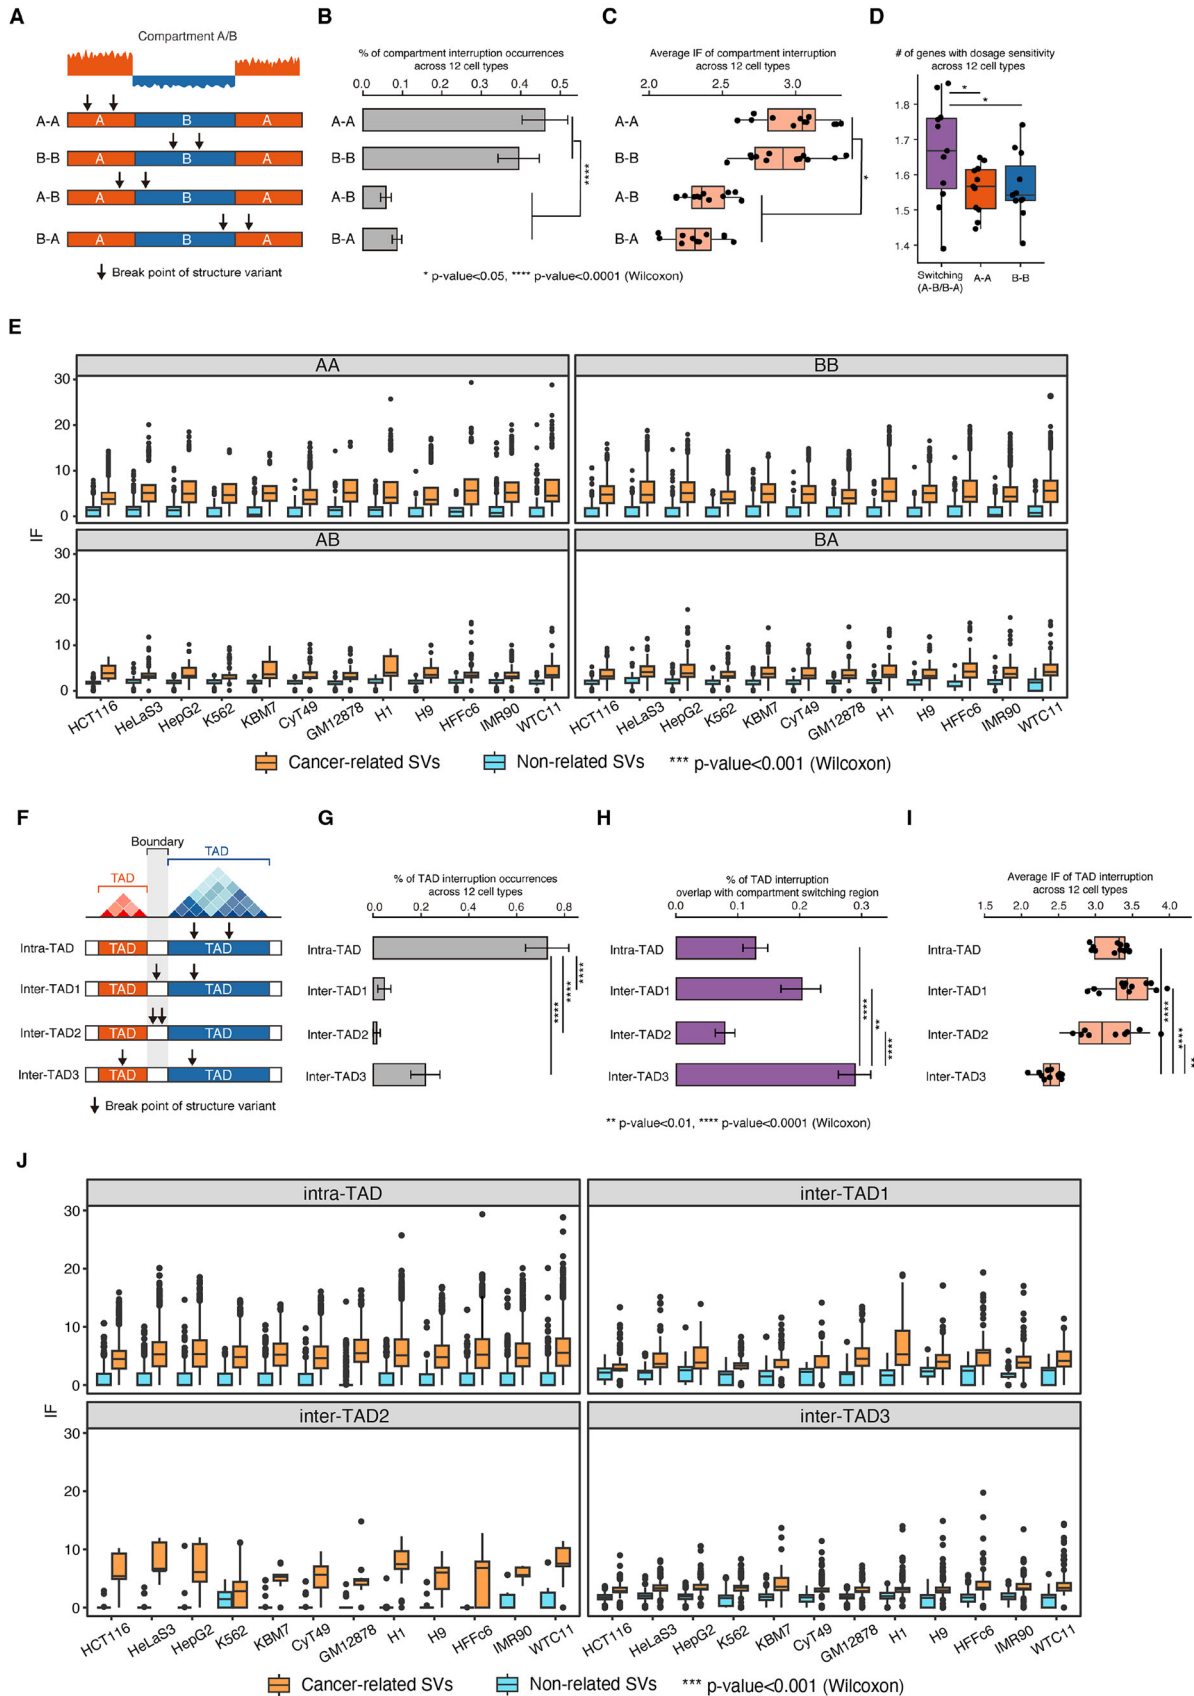 A
Compartment A/B
A-A
A
B
A
B-B
A
B
A
A-B
A
B
A
B-A
A
B
A
Break point of structure variant
B
% of compartment interruption occurrences
across 12 cell types
0.0 0.1 0.2 0.3 0.4 0.5
A-A
B-B
A-B
B-A
****
C
Average IF of compartment interruption
across 12 cell types
2.0 2.5 3.0
A-A
B-B
A-B
B-A
*
* p-value<0.05, **** p-value<0.0001 (Wilcoxon)
D
# of genes with dosage sensitivity
across 12 cell types
*
*
1.8
1.7
1.6
1.5
1.4
Switching
(A-B/B-A)
A-A
B-B
E
AA
BB
30
20
10
0
IF
AB
BA
30
20
10
0
HCT116 HeLaS3 HepG2 K562 KBM7 CyT49 GM12878 H1 H9 HFFc6 IMR90 WTC11
HCT116 HeLaS3 HepG2 K562 KBM7 CyT49 GM12878 H1 H9 HFFc6 IMR90 WTC11
Cancer-related SVs Non-related SVs *** p-value<0.001 (Wilcoxon)
F
Boundary
TAD
TAD
Intra-TAD
TAD
TAD
Inter-TAD1
TAD
TAD
Inter-TAD2
TAD
TAD
Inter-TAD3
TAD
TAD
Break point of structure variant
G
% of TAD interruption occurrences
across 12 cell types
0.0 0.2 0.4 0.6 0.8
Intra-TAD
Inter-TAD1
Inter-TAD2
Inter-TAD3
****
****
****
H
% of TAD interruption
overlap with compartment switching region
0.0 0.1 0.2 0.3
Intra-TAD
Inter-TAD1
Inter-TAD2
Inter-TAD3
****
**
****
** p-value<0.01, **** p-value<0.0001 (Wilcoxon)
I
Average IF of TAD interruption
across 12 cell types
1.5 2.0 2.5 3.0 3.5 4.0
Intra-TAD
Inter-TAD1
Inter-TAD2
Inter-TAD3
****
****
**
J
intra-TAD
inter-TAD1
30
20
10
0
IF
inter-TAD2
inter-TAD3
30
20
10
0
HCT116 HeLaS3 HepG2 K562 KBM7 CyT49 GM12878 H1 H9 HFFc6 IMR90 WTC11
HCT116 HeLaS3 HepG2 K562 KBM7 CyT49 GM12878 H1 H9 HFFc6 IMR90 WTC11
Cancer-related SVs Non-related SVs *** p-value<0.001 (Wilcoxon)